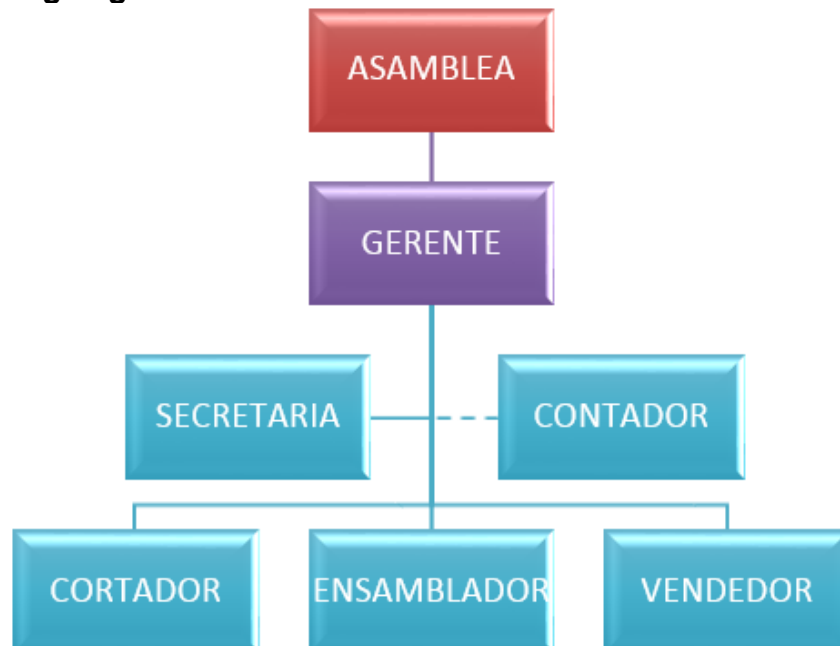 ASAMBLEA
GERENTE
SECRETARIA
CONTADOR
CORTADOR
ENSAMBLADOR
VENDEDOR